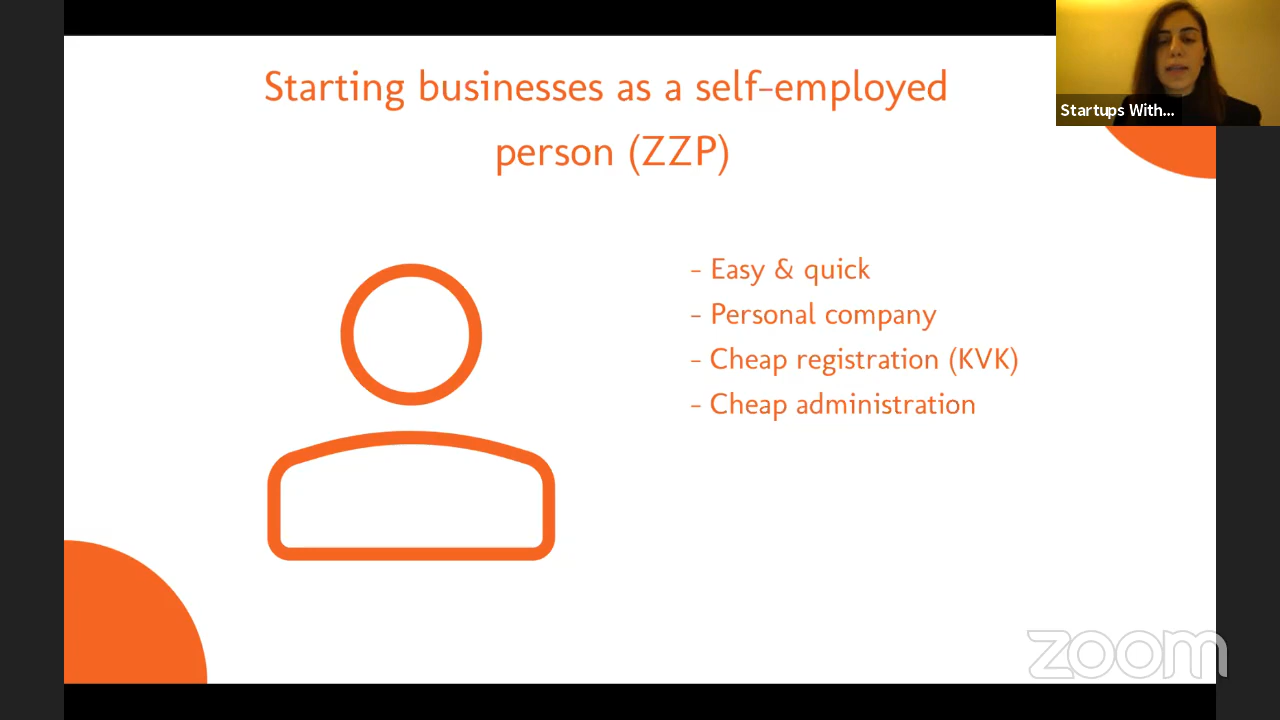 Starting businesses as a self-employed
person (ZZP)
Startups With...
- Easy & quick
- Personal company
- Cheap registration (KVK)
- Cheap administration
zoom